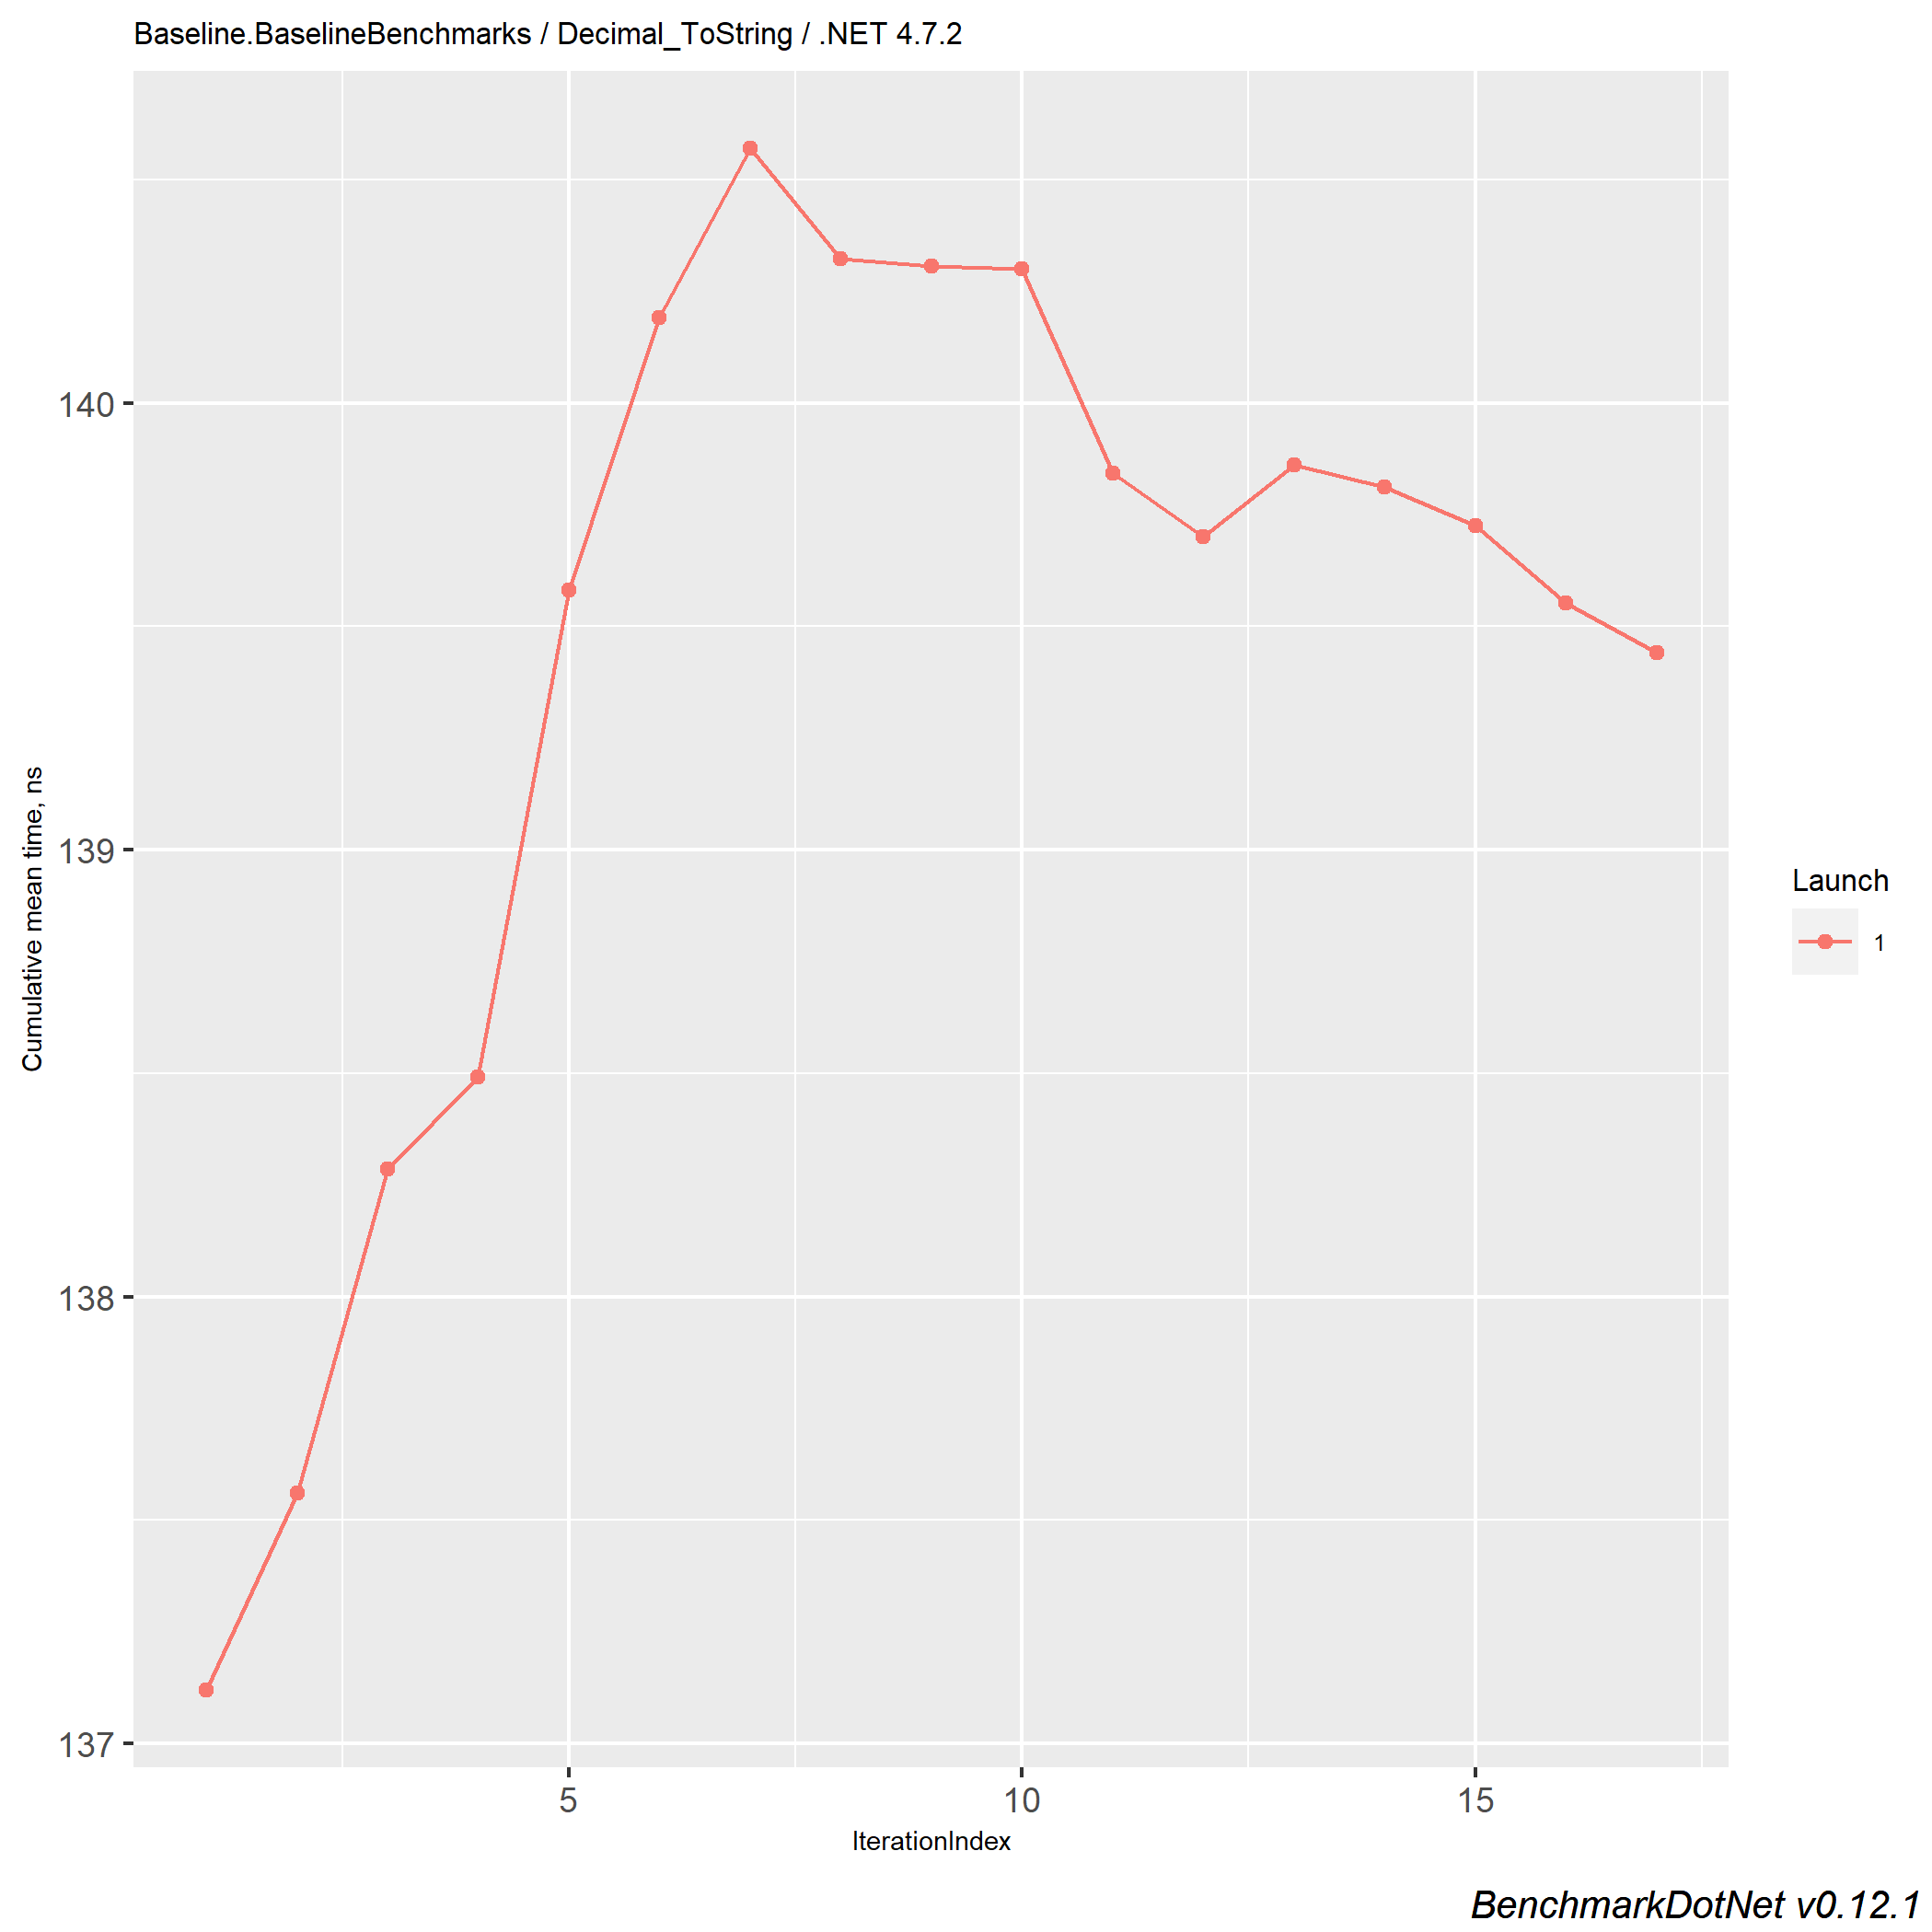 Baseline.BaselineBenchmarks / Decimal_ToString / .NET 4.7.2
Cumulative mean time, ns
140
139
138
137
5
10
15
IterationIndex
Launch
1
BenchmarkDotNet v0.12.1